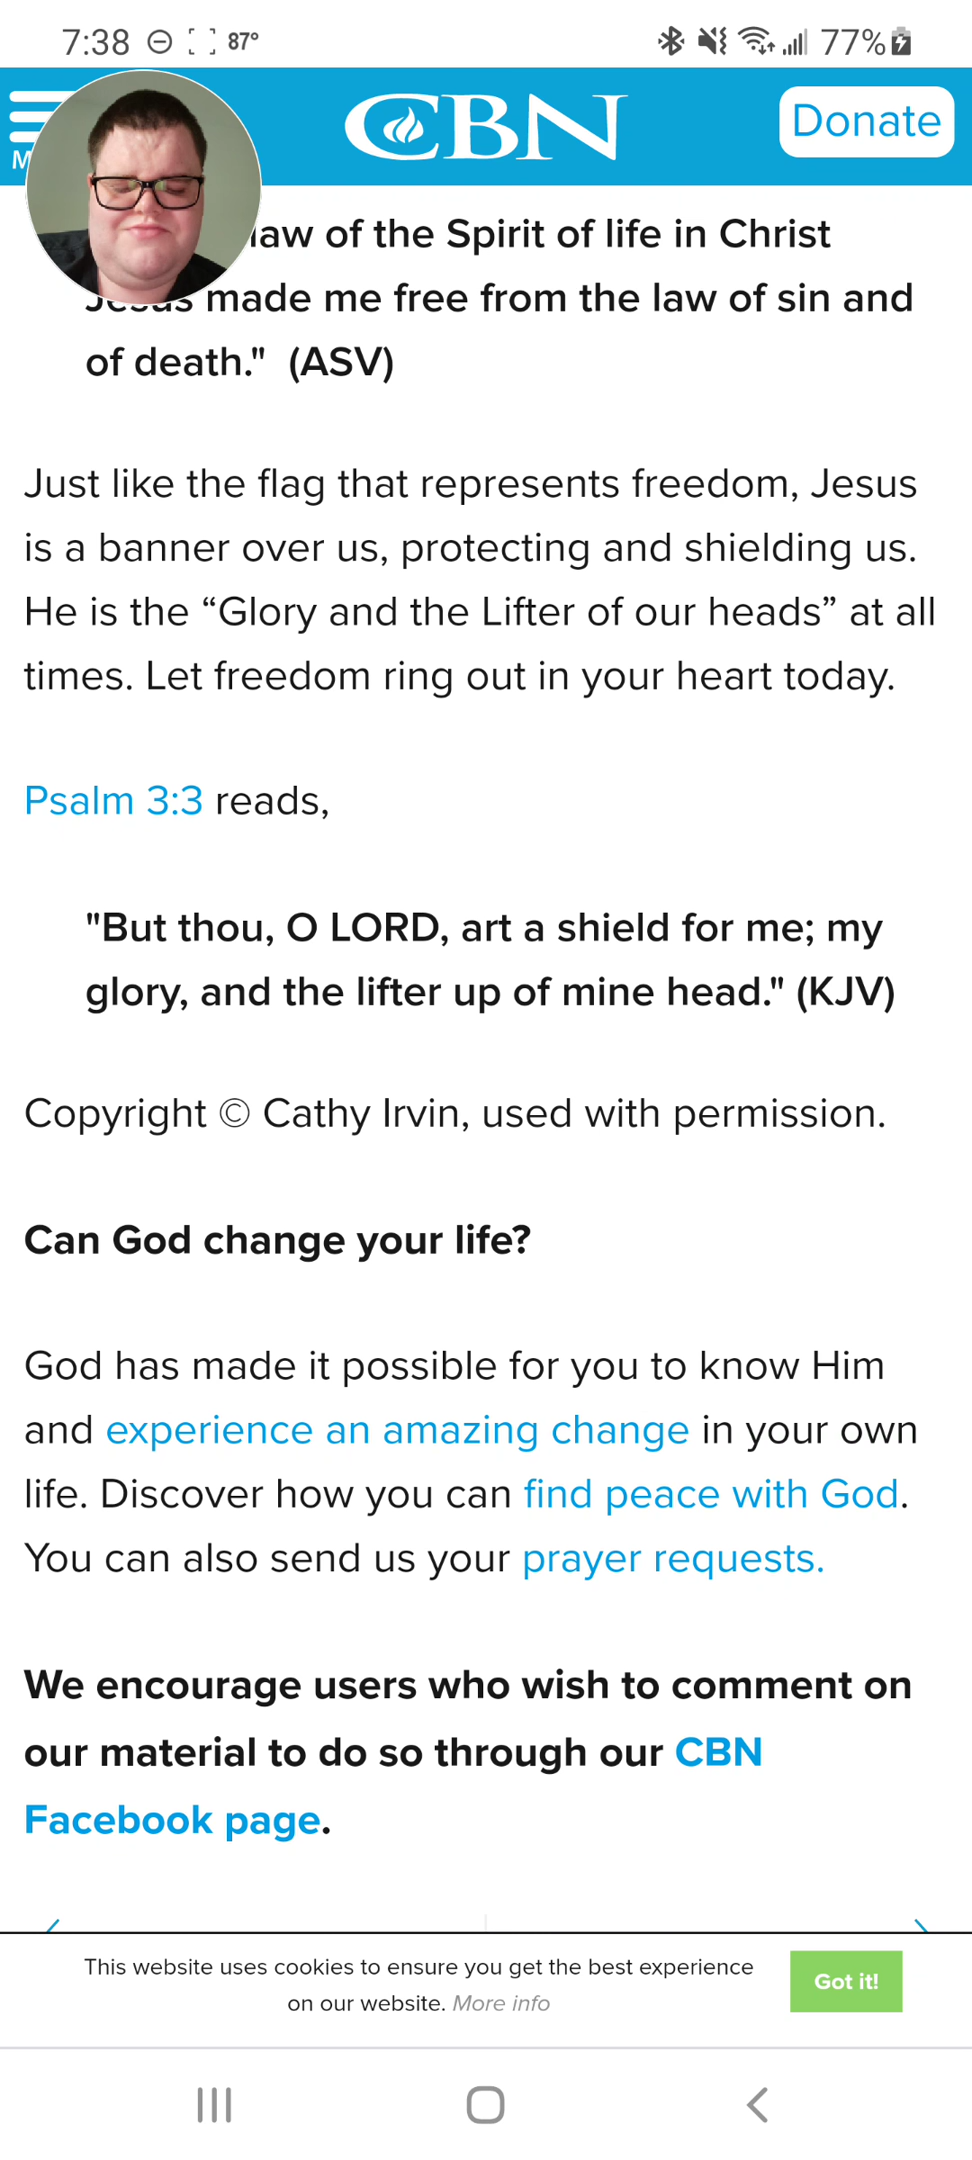 7:38 87°
77%
CBN
Donate
law of the Spirit of life in Christ
Jesus made me free from the law of sin and
of death."  (ASV)
Just like the flag that represents freedom, Jesus
is a banner over us, protecting and shielding us.
He is the “Glory and the Lifter of our heads” at all
times. Let freedom ring out in your heart today.
Psalm 3:3 reads,
"But thou, O LORD, art a shield for me; my
glory, and the lifter up of mine head." (KJV)
Copyright © Cathy Irvin, used with permission.
Can God change your life?
God has made it possible for you to know Him
and experience an amazing change in your own
life. Discover how you can find peace with God.
You can also send us your prayer requests.
We encourage users who wish to comment on
our material to do so through our CBN
Facebook page.
This website uses cookies to ensure you get the best experience
on our website. More info
Got it!